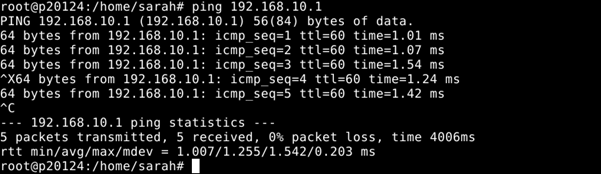 root@p20124:/home/sarah# ping 192.168.10.1
PING 192.168.10.1 (192.168.10.1) 56(84) bytes of data.
64 bytes from 192.168.10.1: icmp_seq=1 ttl=60 time=1.01 ms
64 bytes from 192.168.10.1: icmp_seq=2 ttl=60 time=1.07 ms
64 bytes from 192.168.10.1: icmp_seq=3 ttl=60 time=1.54 ms
^X64 bytes from 192.168.10.1: icmp_seq=4 ttl=60 time=1.24 ms
64 bytes from 192.168.10.1: icmp_seq=5 ttl=60 time=1.42 ms
^C
--- 192.168.10.1 ping statistics ---
5 packets transmitted, 5 received, 0% packet loss, time 4006ms
rtt min/avg/max/mdev = 1.007/1.255/1.542/0.203 ms
root@p20124:/home/sarah#